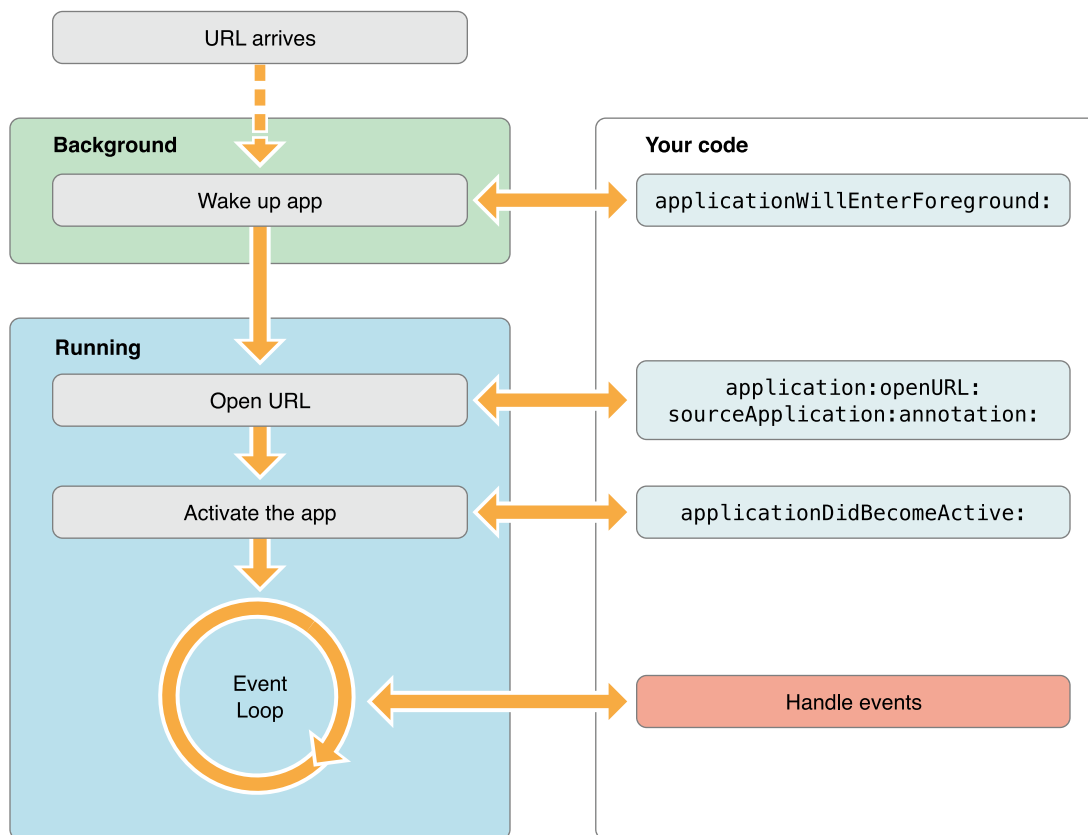 URL arrives
Background
Your code
Wake up app
applicationWillEnterForeground:
Running
Open URL
application:openURL:
sourceApplication:annotation:
Activate the app
applicationDidBecomeActive:
Event
Loop
Handle events